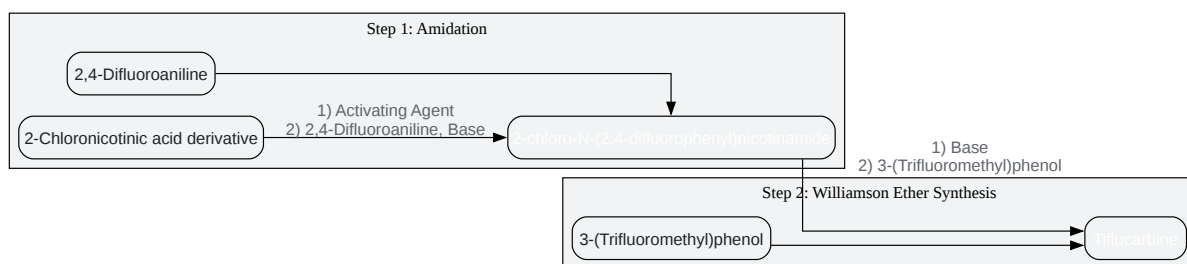 Step 1: Amidation
2,4-Difluoroaniline
1) Activating Agent
2) 2,4-Difluoroaniline, Base
2-Chloronicotinic acid derivative
2-chloro-N-(2,4-difluorophenyl)nicotinamide
1) Base
2) 3-(Trifluoromethyl)phenol
Step 2: Williamson Ether Synthesis
3-(Trifluoromethyl)phenol
Tiflucarbine